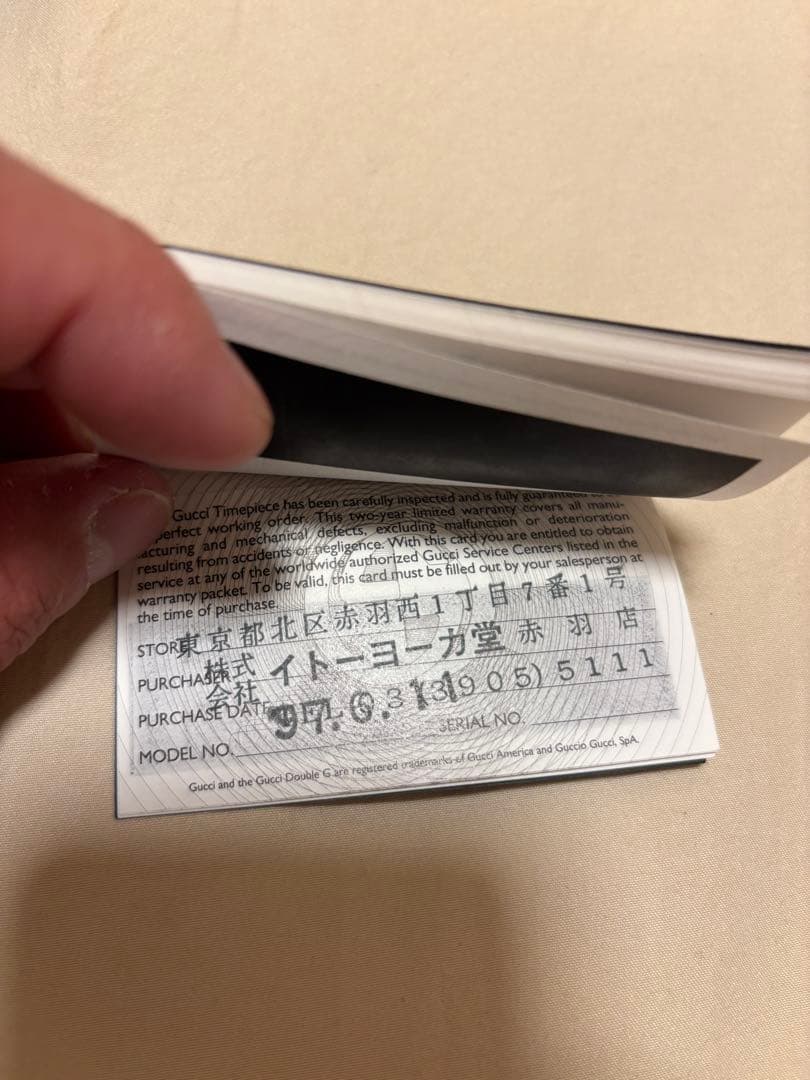 Gucci Timepiece has been carefully inspected and is fully guaranteed
perfect working order. This two-year limited warranty covers all manu-
acturing and mechanical defects, excluding malfunction or deterioration
resulting from accidents or negligence. With this card you are entitled to obtain
service at any of the worldwide authorized Gucci Service Centers listed in the
warranty packet. To be valid, this card must be filled out by your salesperson at
the time of purchase.
STORE 東京都北区赤羽西1丁目7番1号
PURCHASER 株式会社 イトーヨーカ堂 赤羽店
PURCHASE DATE 3905) 5111
MODEL NO. SERIAL NO.
Gucci and the Gucci Double G are registered trademarks of Gucci America and Guccio Gucci, SpA.